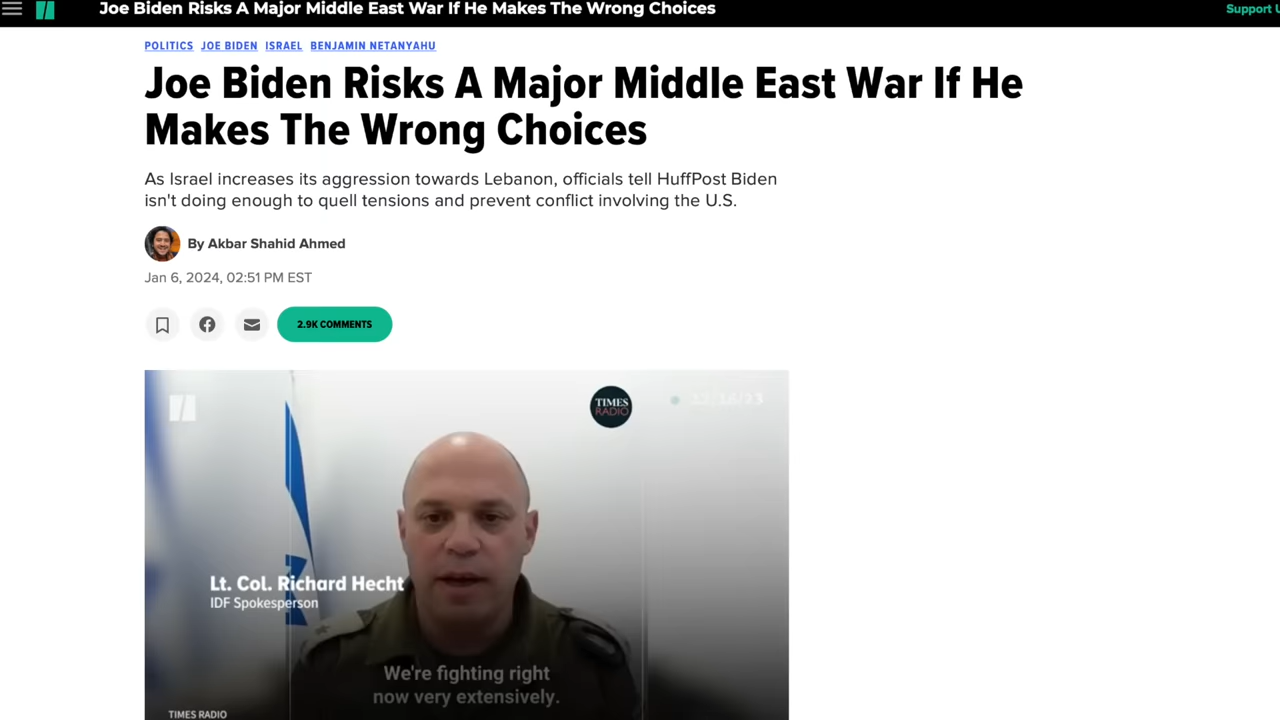 Joe Biden Risks A Major Middle East War If He Makes The Wrong Choices
Support U
POLITICS JOE BIDEN ISRAEL BENJAMIN NETANYAHU
Joe Biden Risks A Major Middle East War If He
Makes The Wrong Choices
As Israel increases its aggression towards Lebanon, officials tell HuffPost Biden
isn't doing enough to quell tensions and prevent conflict involving the U.S.
By Akbar Shahid Ahmed
Jan 6, 2024, 02:51 PM EST
2.9K COMMENTS
TIMES
RADIO
12/16/23
Lt. Col. Richard Hecht
IDF Spokesperson
We're fighting right
now very extensively.
TIMES RADIO